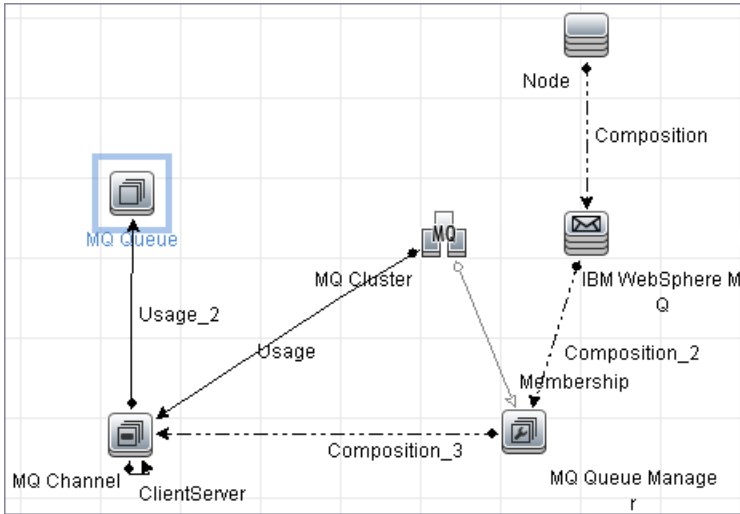 Node
Composition
MQ Queue
MQ
MQ Cluster
IBM WebSphere M
Q
Usage_2
Usage
Composition_2
Membership
Composition_3
MQ Channel
ClientServer
MQ Queue Manage
r